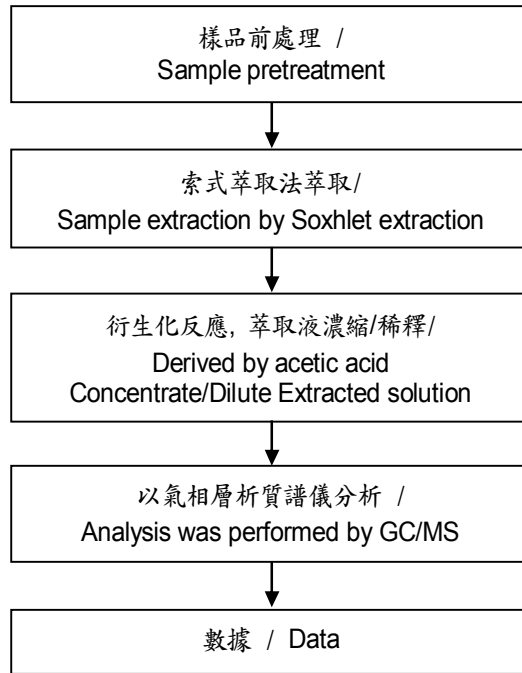 樣品前處理 /
Sample pretreatment
索式萃取法萃取/
Sample extraction by Soxhlet extraction
衍生化反應, 萃取液濃縮/稀釋/
Derived by acetic acid
Concentrate/Dilute Extracted solution
以氣相層析質譜儀分析 /
Analysis was performed by GC/MS
數據 / Data